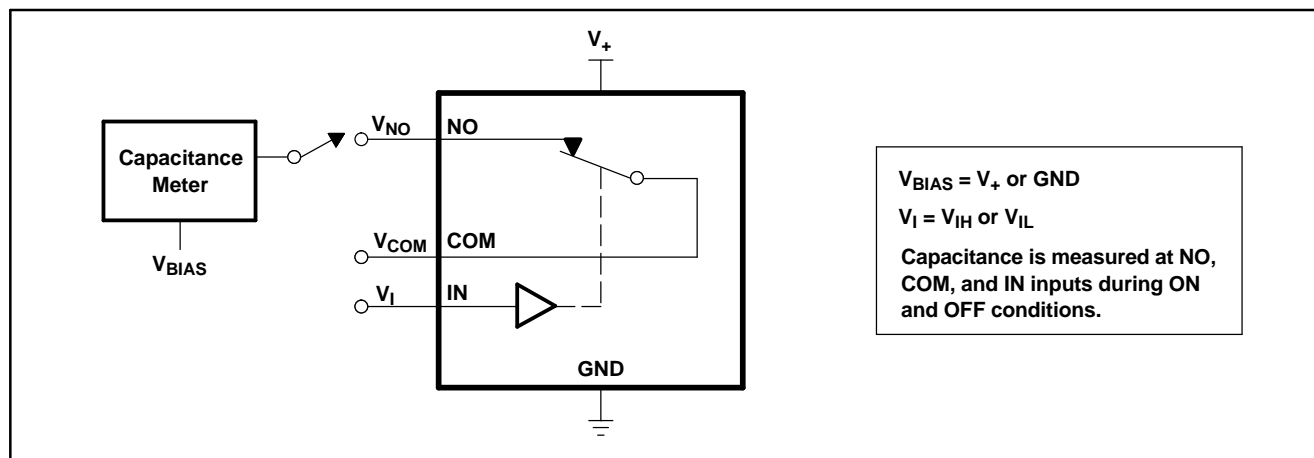 V+
VNO
NO
Capacitance
Meter
VBIAS
VCOM
COM
VI
IN
GND
VBIAS = V+ or GND
VI = VIH or VIL
Capacitance is measured at NO,
COM, and IN inputs during ON
and OFF conditions.